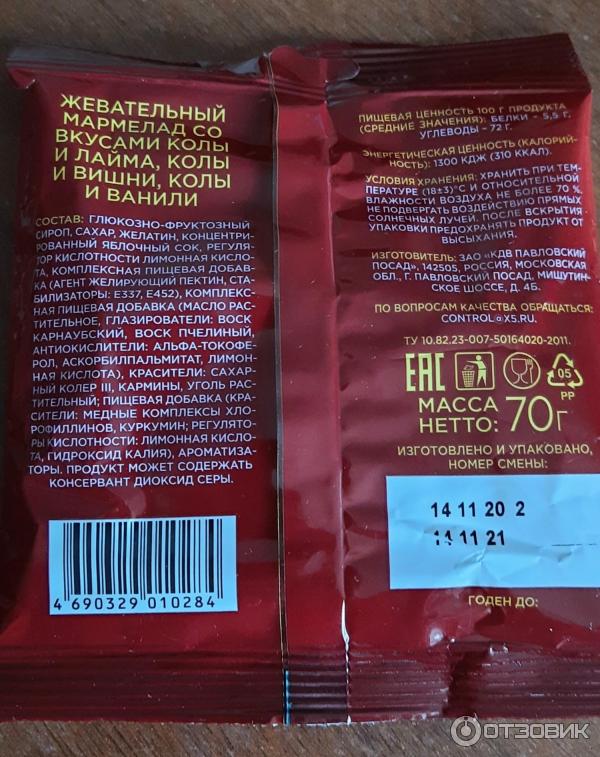 ЖЕВАТЕЛЬНЫЙ
МАРМЕЛАД СО
ВКУСАМИ КОЛЫ
И ЛАЙМА, КОЛЫ
И ВИШНИ, КОЛЫ
И ВАНИЛИ
СОСТАВ: ГЛЮКОЗНО-ФРУКТОЗНЫЙ
СИРОП, САХАР, ЖЕЛАТИН, КОНЦЕНТРИ-
РОВАННЫЙ ЯБЛОЧНЫЙ СОК, РЕГУЛЯ-
ТОР КИСЛОТНОСТИ ЛИМОННАЯ КИСЛО-
ТА, КОМПЛЕКСНАЯ ПИЩЕВАЯ ДОБАВ-
КА (АГЕНТ ЖЕЛИРУЮЩИЙ ПЕКТИН, СТА-
БИЛИЗАТОРЫ: Е337, Е452), КОМПЛЕКС-
НАЯ ПИЩЕВАЯ ДОБАВКА (МАСЛО РАС-
ТИТЕЛЬНОЕ, ГЛАЗИРОВАТЕЛИ: ВОСК
КАРНАУБСКИЙ, ВОСК ПЧЕЛИНЫЙ,
АНТИОКИСЛИТЕЛИ: АЛЬФА-ТОКОФЕ-
РОЛ, АСКОРБИЛПАЛЬМИТАТ, ЛИМОН-
НАЯ КИСЛОТА), КРАСИТЕЛИ: САХАР-
НЫЙ КОЛЕР III, КАРМИНЫ, УГОЛЬ РАС-
ТИТЕЛЬНЫЙ; ПИЩЕВАЯ ДОБАВКА (КРА-
СИТЕЛИ: МЕДНЫЕ КОМПЛЕКСЫ ХЛО-
РОФИЛЛИНОВ, КУРКУМИН; РЕГУЛЯТО-
РЫ КИСЛОТНОСТИ: ЛИМОННАЯ КИСЛО-
ТА, ГИДРОКСИД КАЛИЯ), АРОМАТИЗА-
ТОРЫ. ПРОДУКТ МОЖЕТ СОДЕРЖАТЬ
КОНСЕРВАНТ ДИОКСИД СЕРЫ.
4 690329 010284
ПИЩЕВАЯ ЦЕННОСТЬ 100 Г ПРОДУКТА
(СРЕДНИЕ ЗНАЧЕНИЯ): БЕЛКИ - 5,5 Г,
УГЛЕВОДЫ - 72 Г.
ЭНЕРГЕТИЧЕСКАЯ ЦЕННОСТЬ (КАЛОРИЙ-
НОСТЬ): 1300 КДЖ (310 ККАЛ).
УСЛОВИЯ ХРАНЕНИЯ: ХРАНИТЬ ПРИ ТЕМ-
ПЕРАТУРЕ (18±3)°С И ОТНОСИТЕЛЬНОЙ
ВЛАЖНОСТИ ВОЗДУХА НЕ БОЛЕЕ 70 %,
НЕ ПОДВЕРГАТЬ ВОЗДЕЙСТВИЮ ПРЯМЫХ
СОЛНЕЧНЫХ ЛУЧЕЙ. ПОСЛЕ ВСКРЫТИЯ
УПАКОВКИ ПРЕДОХРАНЯТЬ ПРОДУКТ ОТ
ВЫСЫХАНИЯ.
ИЗГОТОВИТЕЛЬ: ЗАО «КДВ ПАВЛОВСКИЙ
ПОСАД», 142505, РОССИЯ, МОСКОВСКАЯ
ОБЛ., Г. ПАВЛОВСКИЙ ПОСАД, МИШУТИН-
СКОЕ ШОССЕ, Д. 4Б.
ПО ВОПРОСАМ КАЧЕСТВА ОБРАЩАТЬСЯ:
CONTROL@X5.RU.
ТУ 10.82.23-007-50164020-2011.
ЕАС
05
PP
МАССА
НЕТТО: 70 г
ИЗГОТОВЛЕНО И УПАКОВАНО,
НОМЕР СМЕНЫ:
14 11 20 2
14 11 21
ГОДЕН ДО:
ОТЗОВИК